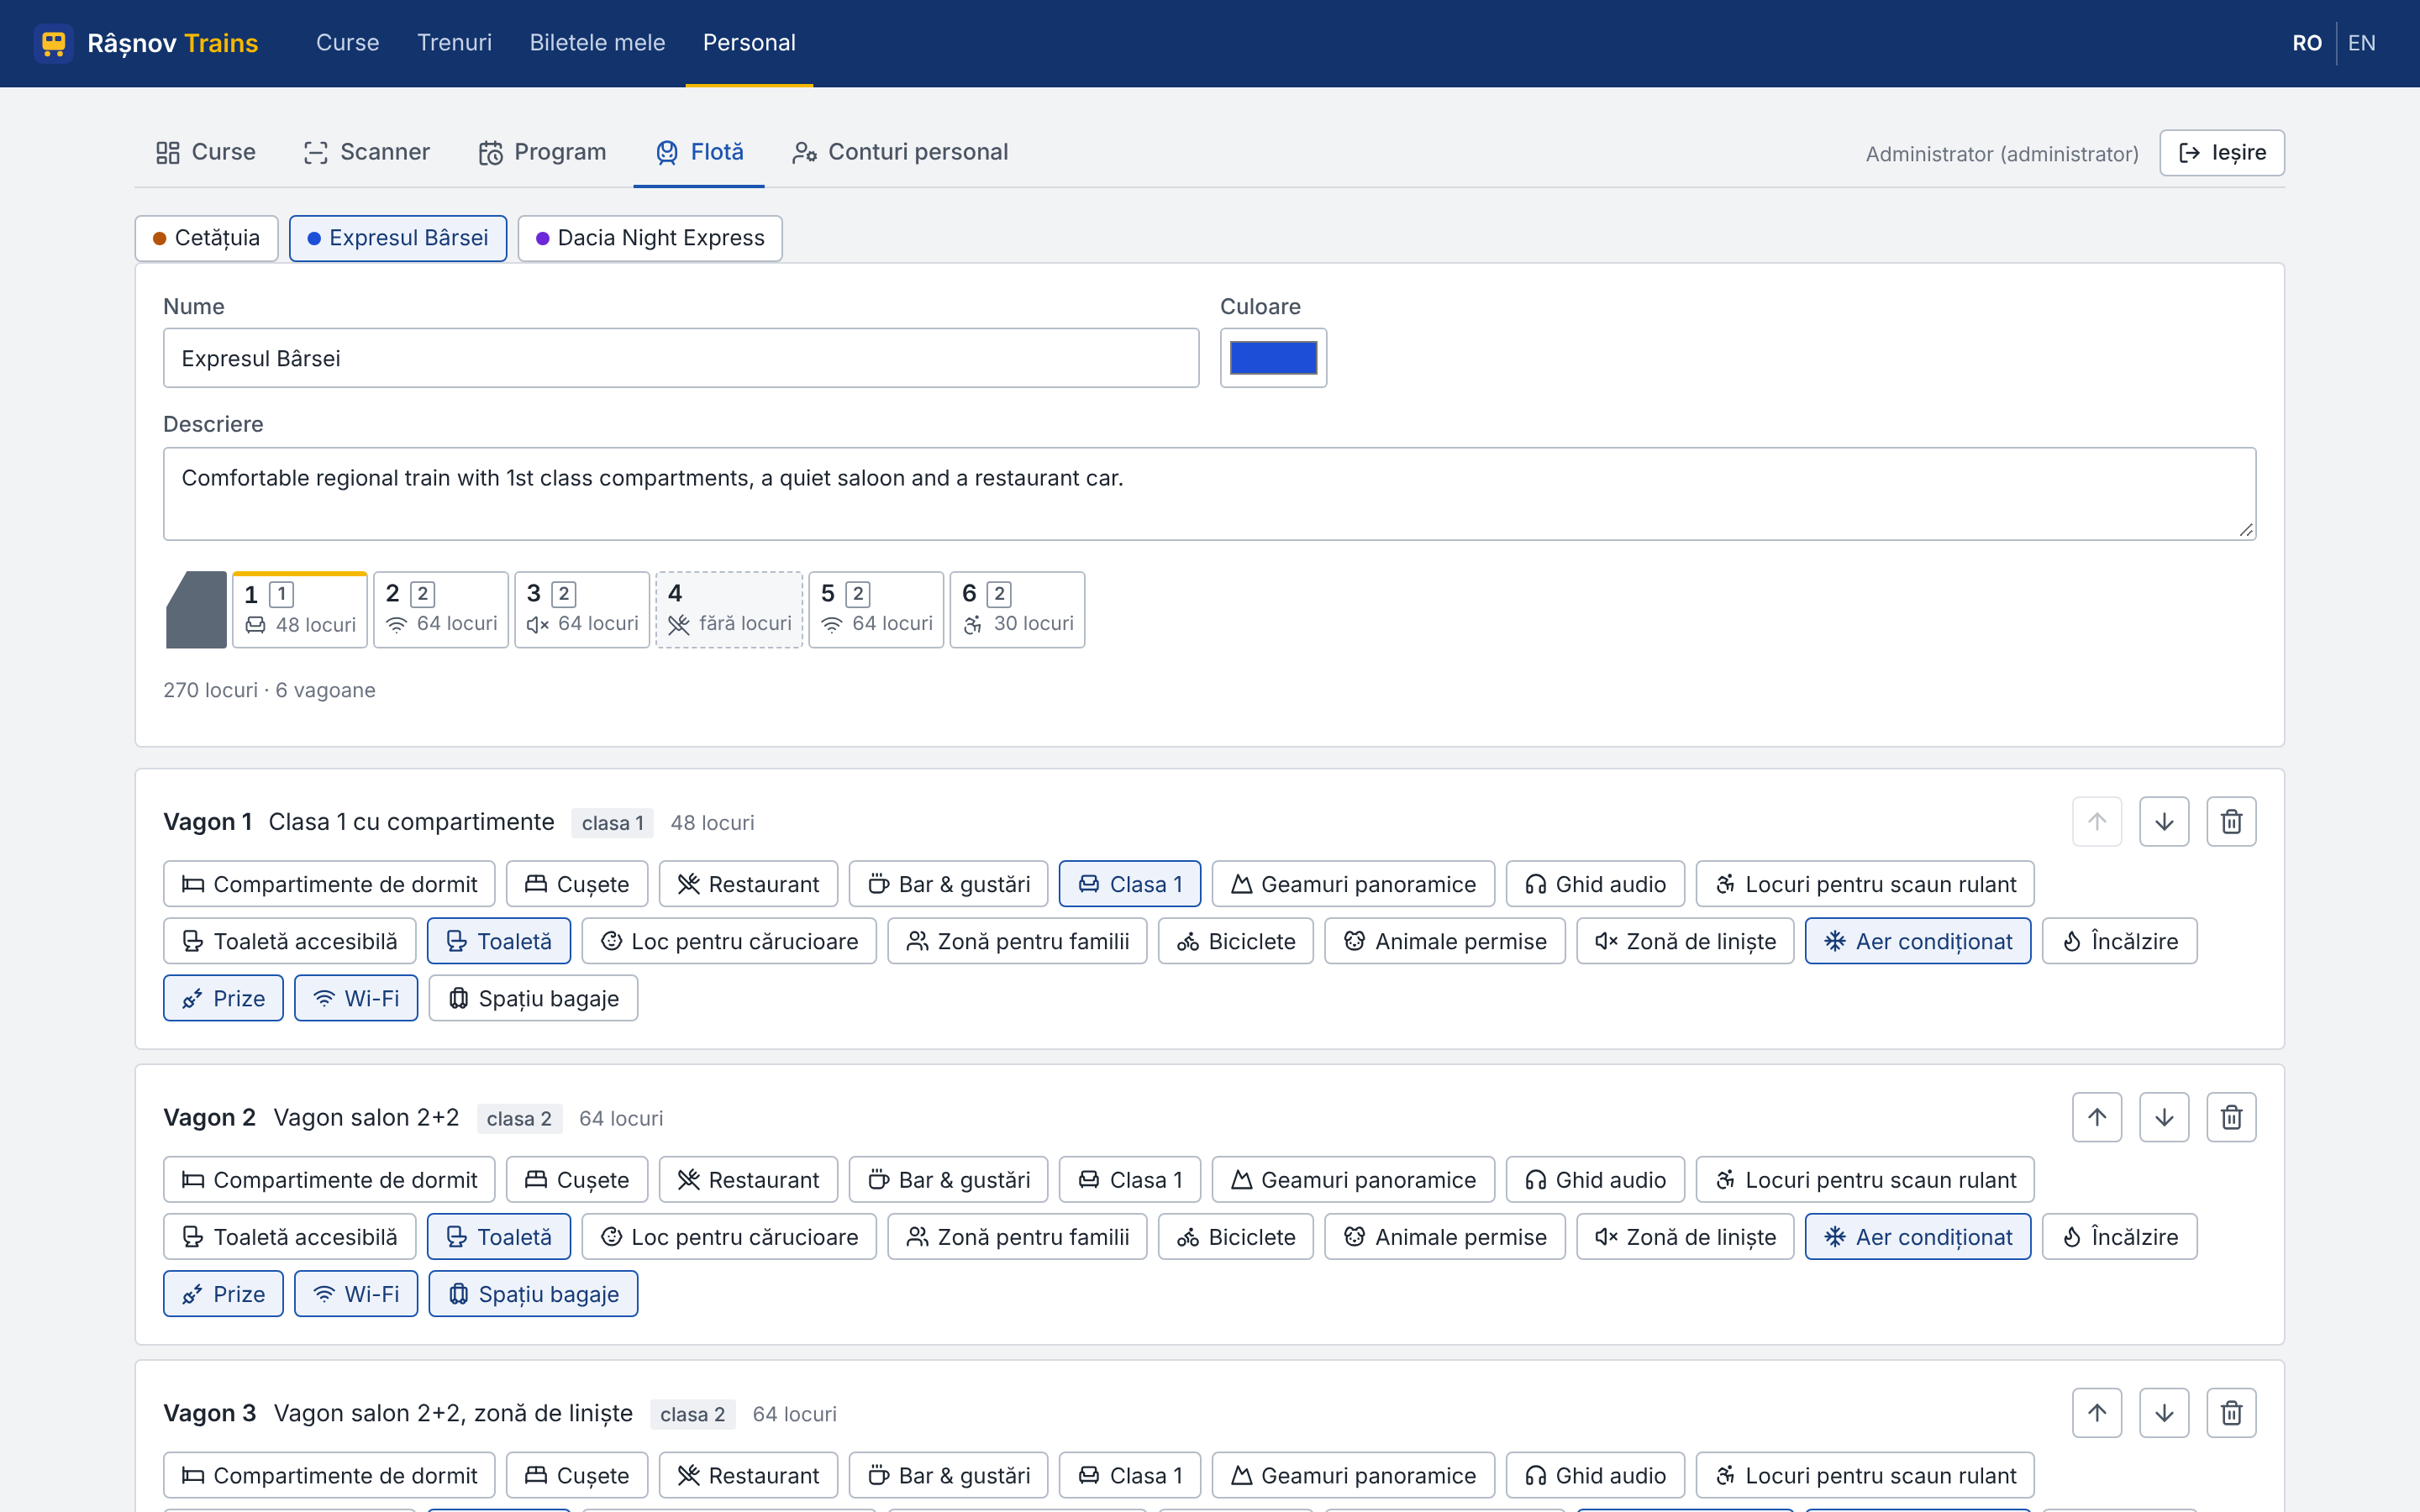 Râșnov Trains Curse Trenuri Biletele mele Personal RO EN
Curse Scanner Program Flotă Conturi personal Administrator (administrator) Ieșire
Cetățuia Expresul Bârsei Dacia Night Express
Nume Culoare
Expresul Bârsei
Descriere
Comfortable regional train with 1st class compartments, a quiet saloon and a restaurant car.
1 1 2 2 3 2 4 5 2 6 2
48 locuri 64 locuri 64 locuri fără locuri 64 locuri 30 locuri
270 locuri · 6 vagoane
Vagon 1 Clasa 1 cu compartimente clasa 1 48 locuri
Compartimente de dormit Cușete Restaurant Bar & gustări Clasa 1 Geamuri panoramice Ghid audio Locuri pentru scaun rulant
Toaletă accesibilă Toaletă Loc pentru cărucioare Zonă pentru familii Biciclete Animale permise Zonă de liniște Aer condiționat Încălzire
Prize Wi-Fi Spațiu bagaje
Vagon 2 Vagon salon 2+2 clasa 2 64 locuri
Compartimente de dormit Cușete Restaurant Bar & gustări Clasa 1 Geamuri panoramice Ghid audio Locuri pentru scaun rulant
Toaletă accesibilă Toaletă Loc pentru cărucioare Zonă pentru familii Biciclete Animale permise Zonă de liniște Aer condiționat Încălzire
Prize Wi-Fi Spațiu bagaje
Vagon 3 Vagon salon 2+2, zonă de liniște clasa 2 64 locuri
Compartimente de dormit Cușete Restaurant Bar & gustări Clasa 1 Geamuri panoramice Ghid audio Locuri pentru scaun rulant